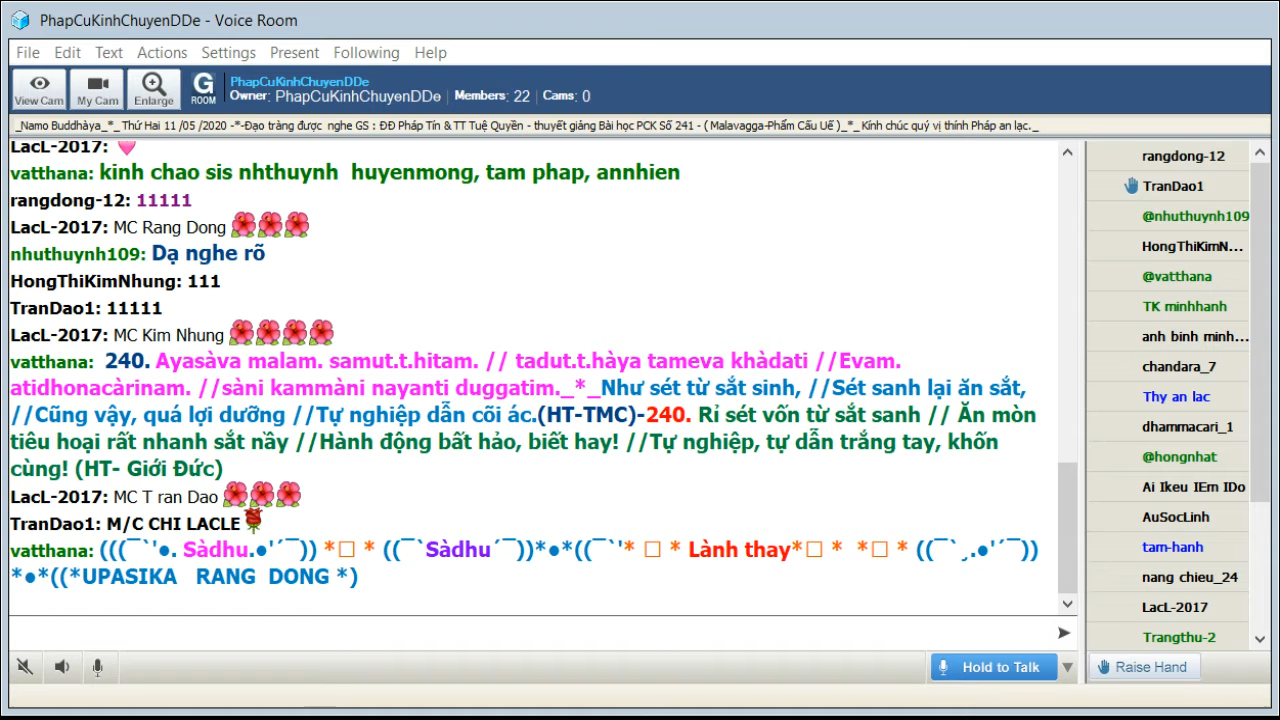 PhapCuKinhChuyenDDe - Voice Room
File Edit Text Actions Settings Present Following Help
View Cam My Cam Enlarge G ROOM
PhapCuKinhChuyenDDe
Owner: PhapCuKinhChuyenDDe Members: 22 Cams: 0
_Namo Buddhàya_*_ Thứ Hai 11 /05 /2020 -*-Đạo tràng được nghe GS : ĐĐ Pháp Tín & TT Tuệ Quyền - thuyết giảng Bài học PCK Số 241 - ( Malavagga-Phẩm Cấu Uế )_*_ Kính chúc quý vị thính Pháp an lạc._
LacL-2017:
vatthana: kinh chao sis nhthuynh huyenmong, tam phap, annhien
rangdong-12: 11111
LacL-2017: MC Rang Dong
nhuthuynh109: Dạ nghe rõ
HongThiKimNhung: 111
TranDao1: 11111
LacL-2017: MC Kim Nhung
vatthana: 240. Ayasàva malam. samut.t.hitam. // tadut.t.hàya tameva khàdati //Evam.
atidhonacàrinam. //sàni kammàni nayanti duggatim._*_Như sét từ sắt sinh, //Sét sanh lại ăn sắt,
//Cũng vậy, quá lợi dưỡng //Tự nghiệp dẫn cõi ác.(HT-TMC)-240. Rỉ sét vốn từ sắt sanh // Ăn mòn
tiêu hoại rất nhanh sắt nầy //Hành động bất hảo, biết hay! //Tự nghiệp, tự dẫn trắng tay, khốn
cùng! (HT- Giới Đức)
LacL-2017: MC T ran Dao
TranDao1: M/C CHI LACLE
vatthana: (((¯`'●. Sàdhu.●'´¯)) *□ * ((¯`Sàdhu´¯))*●*((¯`'* □ * Lành thay*□ * *□ * ((¯`¸.●'´¯))
*●*((*UPASIKA RANG DONG *)
rangdong-12
TranDao1
@nhuthuynh109
HongThiKimN...
@vatthana
TK minhhanh
anh binh minh...
chandara_7
Thy an lac
dhammacari_1
@hongnhat
Ai Ikeu IEm IDo
AuSocLinh
tam-hanh
nang chieu_24
LacL-2017
Trangthu-2
Hold to Talk
Raise Hand